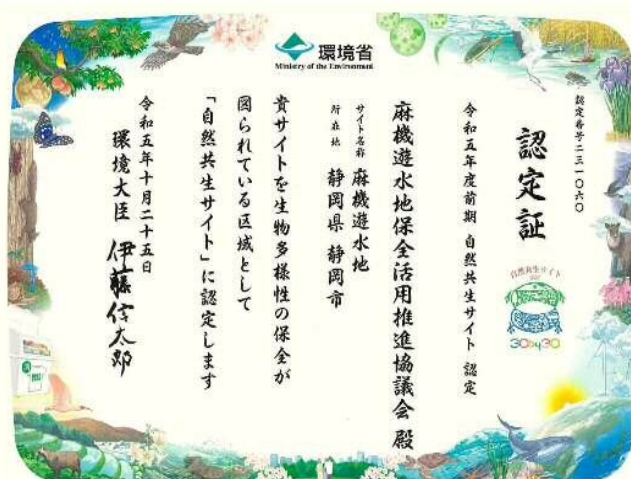 環境省
Ministry of the Environment
認定番号二三一〇六〇
認定証
自然共生サイト
30by30
令和五年度前期 自然共生サイト 認定
麻機遊水地保全活用推進協議会 殿
サイト名称 麻機遊水地
所在地 静岡県 静岡市
貴サイトを生物多様性の保全が
図られている区域として
「自然共生サイト」に認定します
令和五年十月二十五日
環境大臣 伊藤信太郎